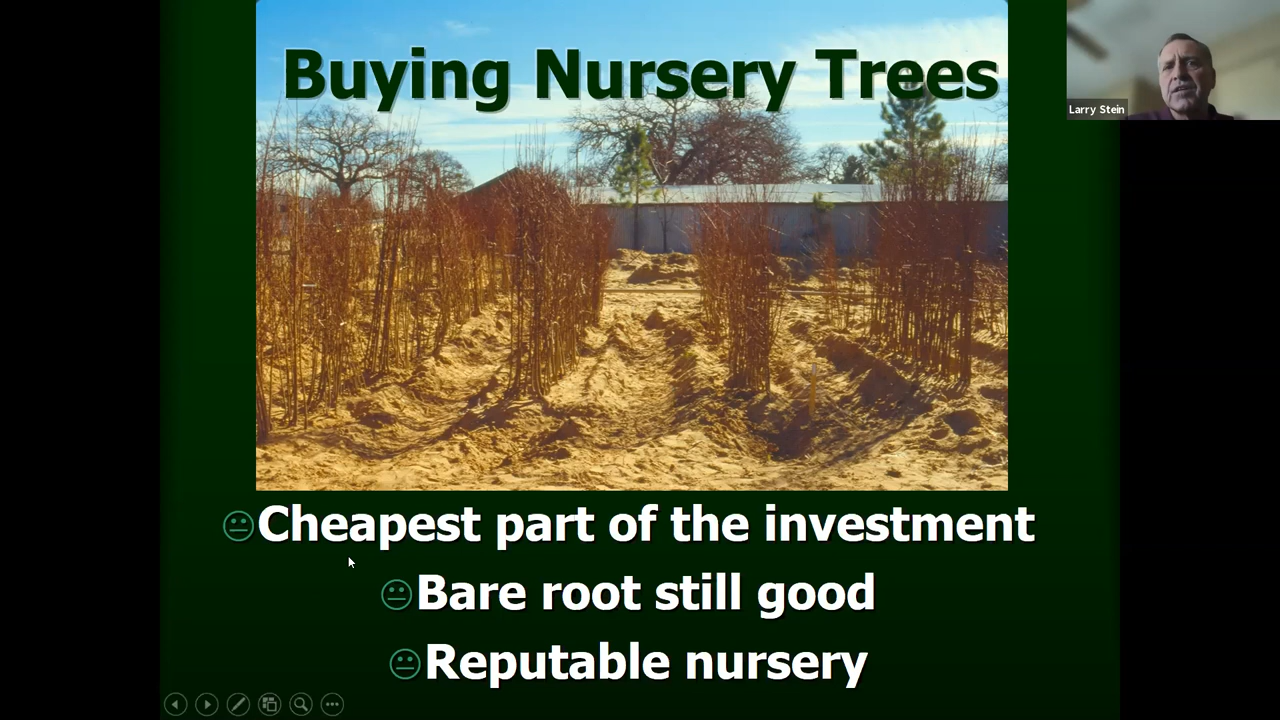 Buying Nursery Trees
Larry Stein
Cheapest part of the investment
Bare root still good
Reputable nursery